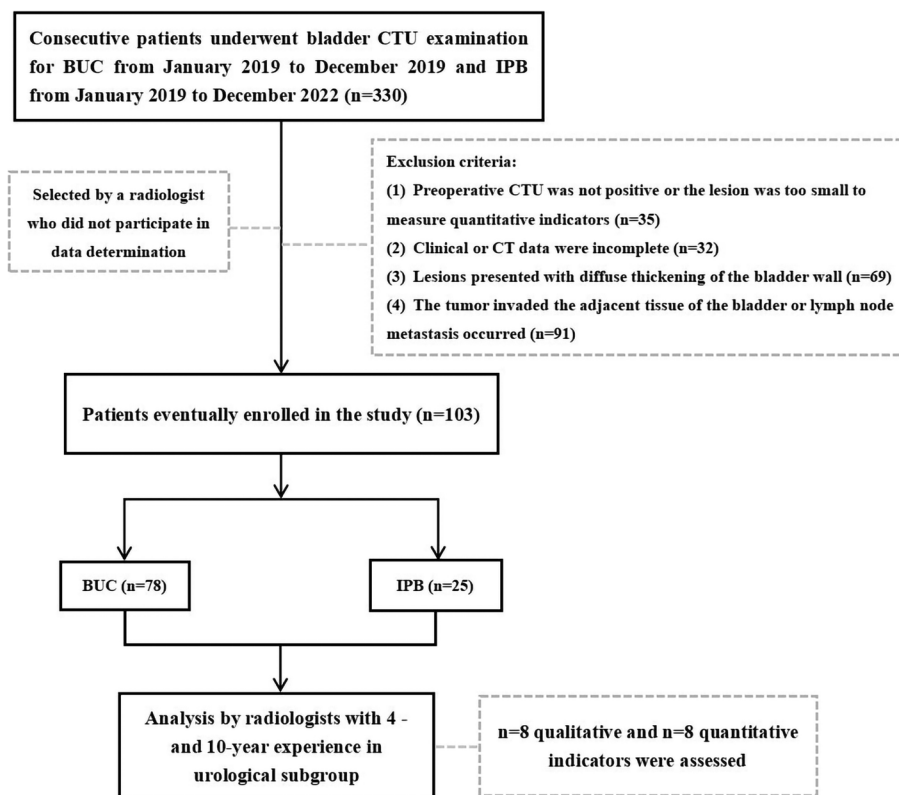 Consecutive patients underwent bladder CTU examination
for BUC from January 2019 to December 2019 and IPB
from January 2019 to December 2022 (n=330)
Selected by a radiologist
who did not participate in
data determination
Exclusion criteria:
(1) Preoperative CTU was not positive or the lesion was too small to
measure quantitative indicators (n=35)
(2) Clinical or CT data were incomplete (n=32)
(3) Lesions presented with diffuse thickening of the bladder wall (n=69)
(4) The tumor invaded the adjacent tissue of the bladder or lymph node
metastasis occurred (n=91)
Patients eventually enrolled in the study (n=103)
BUC (n=78)
IPB (n=25)
Analysis by radiologists with 4 -
and 10-year experience in
urological subgroup
n=8 qualitative and n=8 quantitative
indicators were assessed